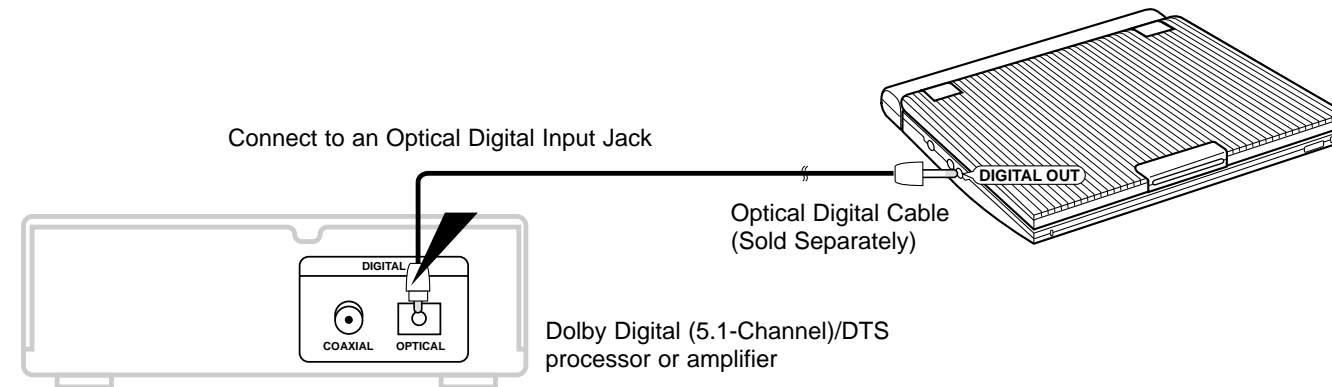 Connect to an Optical Digital Input Jack
DIGITAL OUT
Optical Digital Cable
(Sold Separately)
DIGITAL
COAXIAL
OPTICAL
Dolby Digital (5.1-Channel)/DTS
processor or amplifier